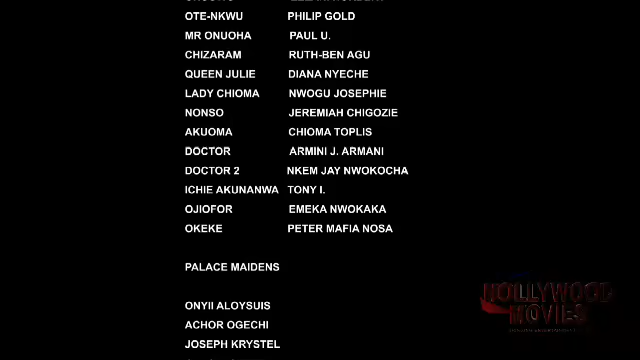 OTE-NKWU PHILIP GOLD
MR ONUOHA PAUL U.
CHIZARAM RUTH-BEN AGU
QUEEN JULIE DIANA NYECHE
LADY CHIOMA NWOGU JOSEPHIE
NONSO JEREMIAH CHIGOZIE
AKUOMA CHIOMA TOPLIS
DOCTOR ARMINI J. ARMANI
DOCTOR 2 NKEM JAY NWOKOCHA
ICHIE AKUNANWA TONY I.
OJIOFOR EMEKA NWOKAKA
OKEKE PETER MAFIA NOSA
PALACE MAIDENS
ONYII ALOYSUIS
ACHOR OGECHI
JOSEPH KRYSTEL
NOLLYWOOD
MOVIES